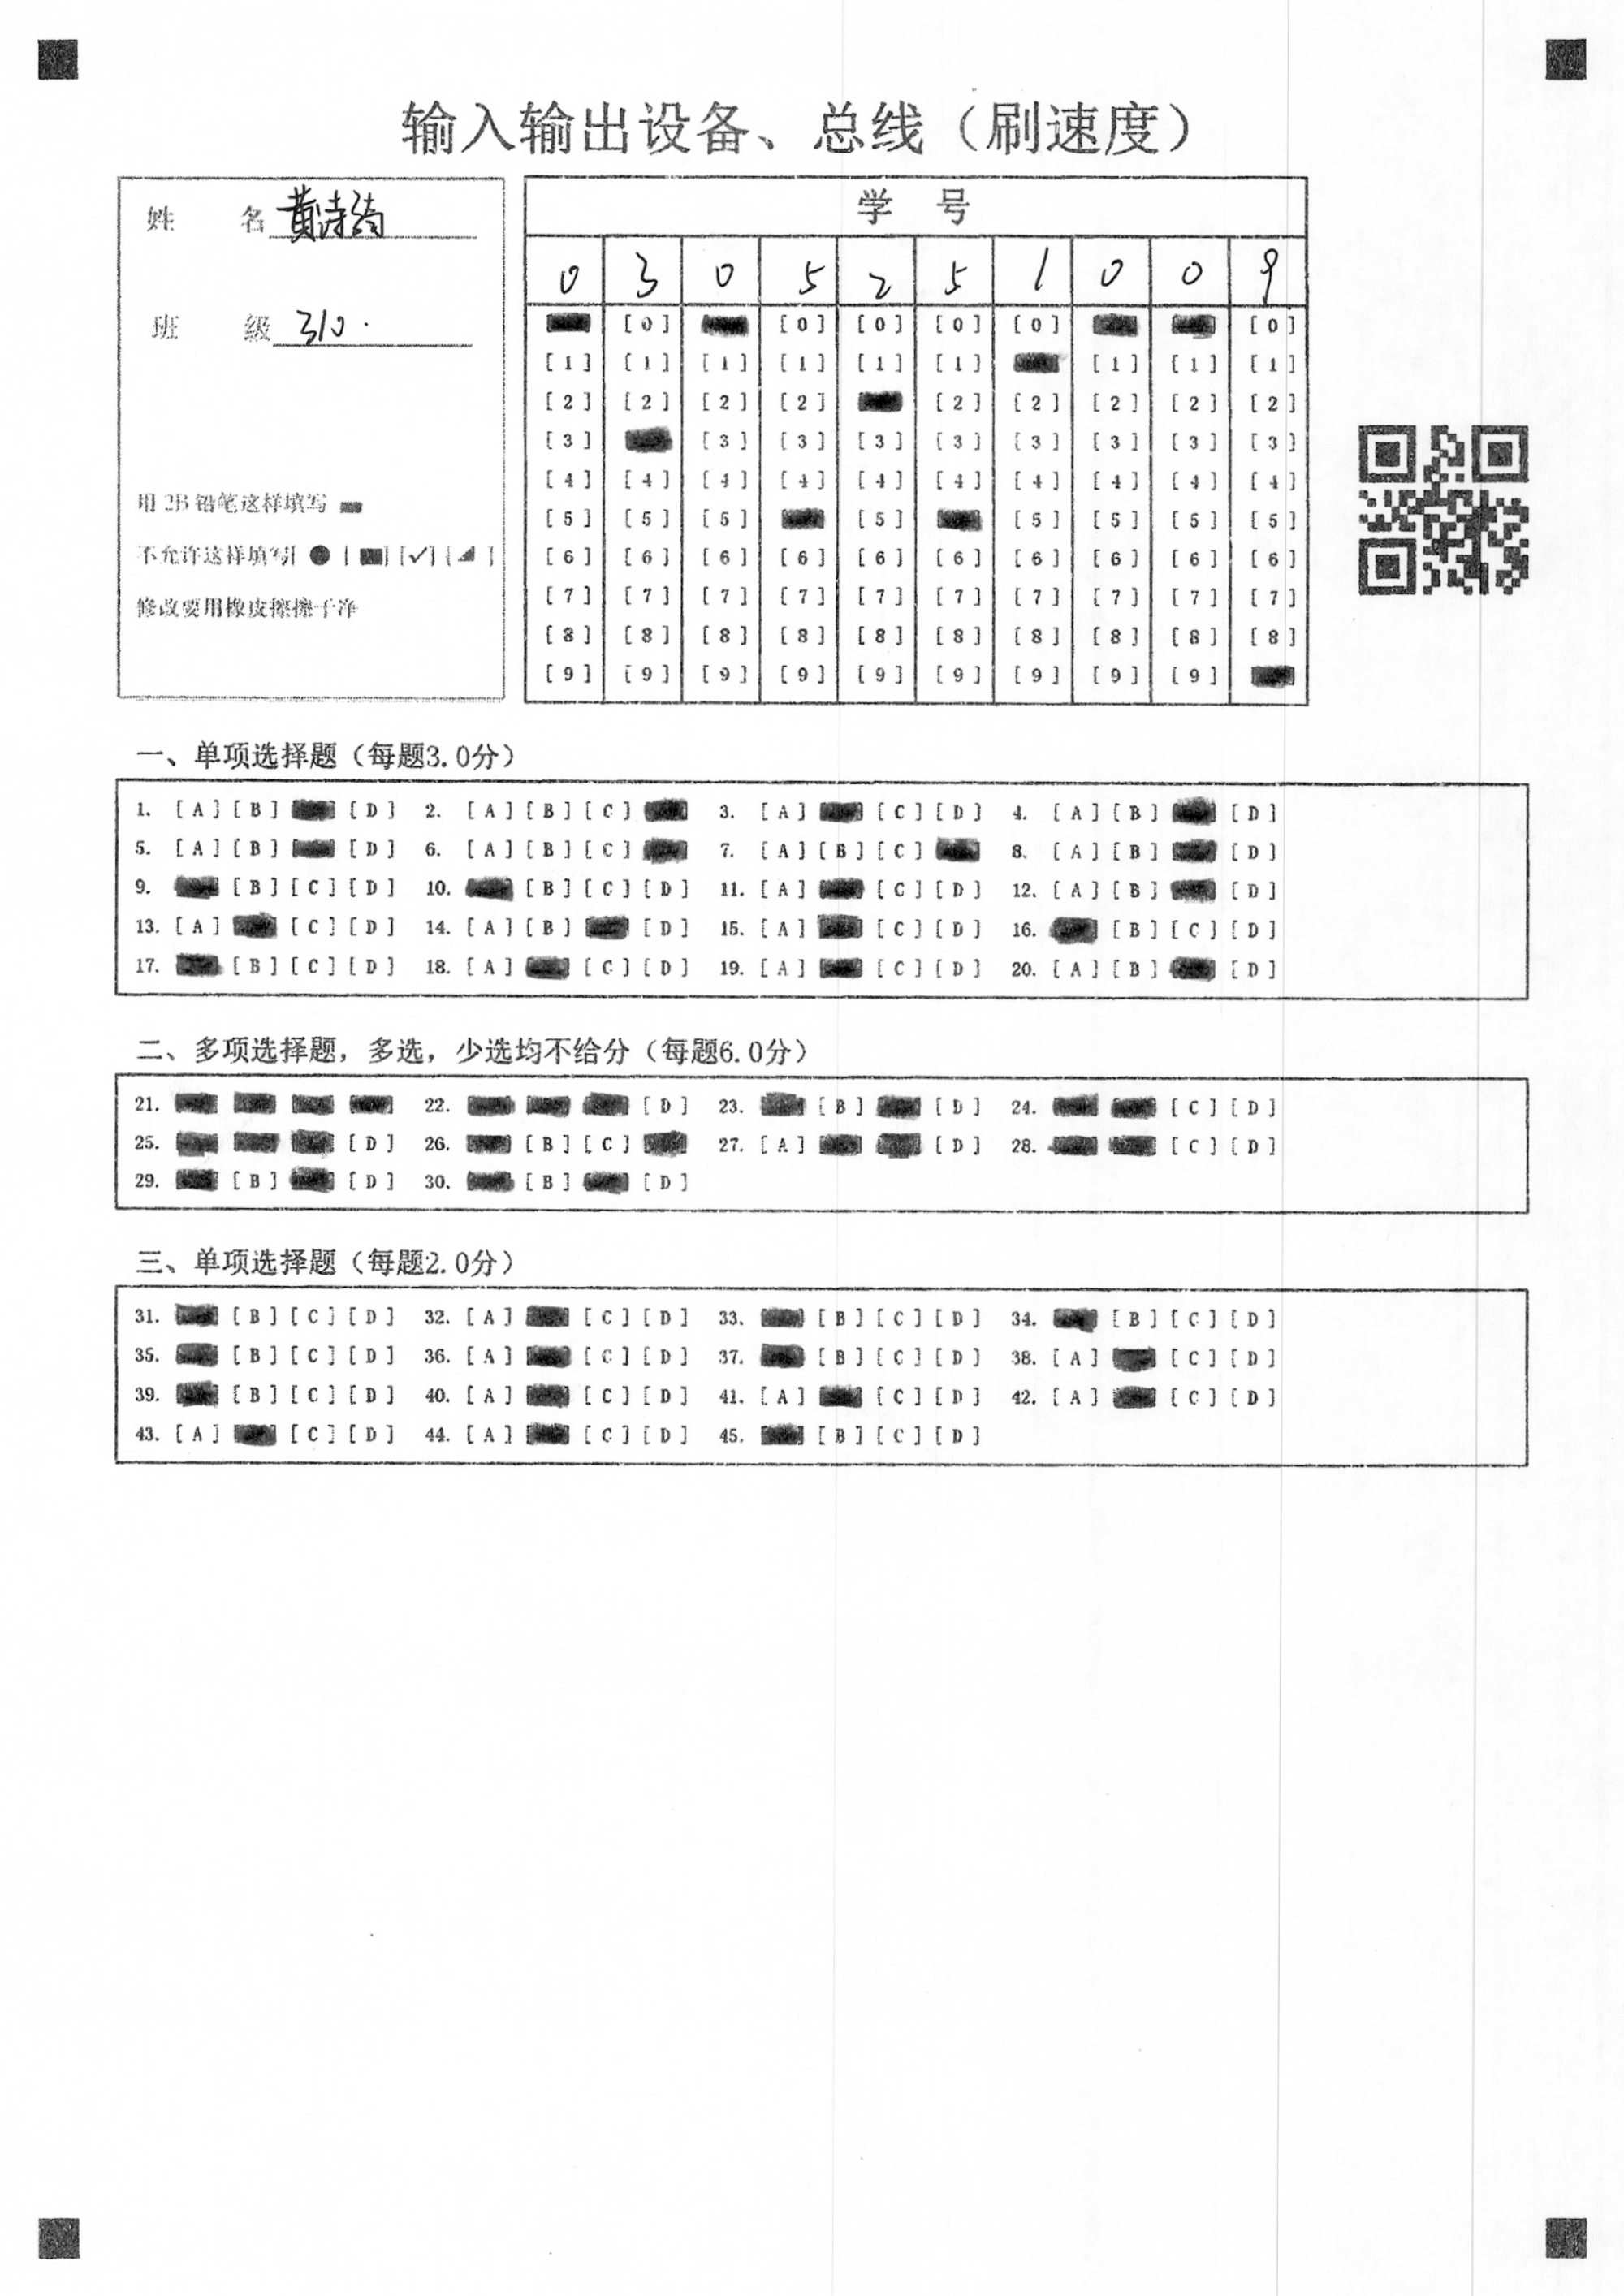 输入输出设备、总线（刷速度）
姓 名 黄诗
班 级 310.
用 2B 铅笔这样填写
不允许这样填写[ ● [ ■] [✓] [◢ ]
修改要用橡皮擦擦干净
学 号
0 3 0 5 2 5 1 0 0 9
[0] [0] [0] [0] [0] [0]
[1] [1] [1] [1] [1] [1] [1] [1] [1]
[2] [2] [2] [2] [2] [2] [2] [2] [2]
[3] [3] [3] [3] [3] [3] [3] [3] [3]
[4] [4] [4] [4] [4] [4] [4] [4] [4] [4]
[5] [5] [5] [5] [5] [5] [5] [5]
[6] [6] [6] [6] [6] [6] [6] [6] [6] [6]
[7] [7] [7] [7] [7] [7] [7] [7] [7] [7]
[8] [8] [8] [8] [8] [8] [8] [8] [8] [8]
[9] [9] [9] [9] [9] [9] [9] [9] [9]
一、单项选择题（每题3.0分）
1. [A] [B] [D] 2. [A] [B] [C] 3. [A] [C] [D] 4. [A] [B] [D]
5. [A] [B] [D] 6. [A] [B] [C] 7. [A] [B] [C] 8. [A] [B] [D]
9. [B] [C] [D] 10. [B] [C] [D] 11. [A] [C] [D] 12. [A] [B] [D]
13. [A] [C] [D] 14. [A] [B] [D] 15. [A] [C] [D] 16. [B] [C] [D]
17. [B] [C] [D] 18. [A] [C] [D] 19. [A] [C] [D] 20. [A] [B] [D]
二、多项选择题，多选，少选均不给分（每题6.0分）
21. 22. [D] 23. [B] [D] 24. [C] [D]
25. [D] 26. [B] [C] 27. [A] [D] 28. [C] [D]
29. [B] [D] 30. [B] [D]
三、单项选择题（每题2.0分）
31. [B] [C] [D] 32. [A] [C] [D] 33. [B] [C] [D] 34. [B] [C] [D]
35. [B] [C] [D] 36. [A] [C] [D] 37. [B] [C] [D] 38. [A] [C] [D]
39. [B] [C] [D] 40. [A] [C] [D] 41. [A] [C] [D] 42. [A] [C] [D]
43. [A] [C] [D] 44. [A] [C] [D] 45. [B] [C] [D]